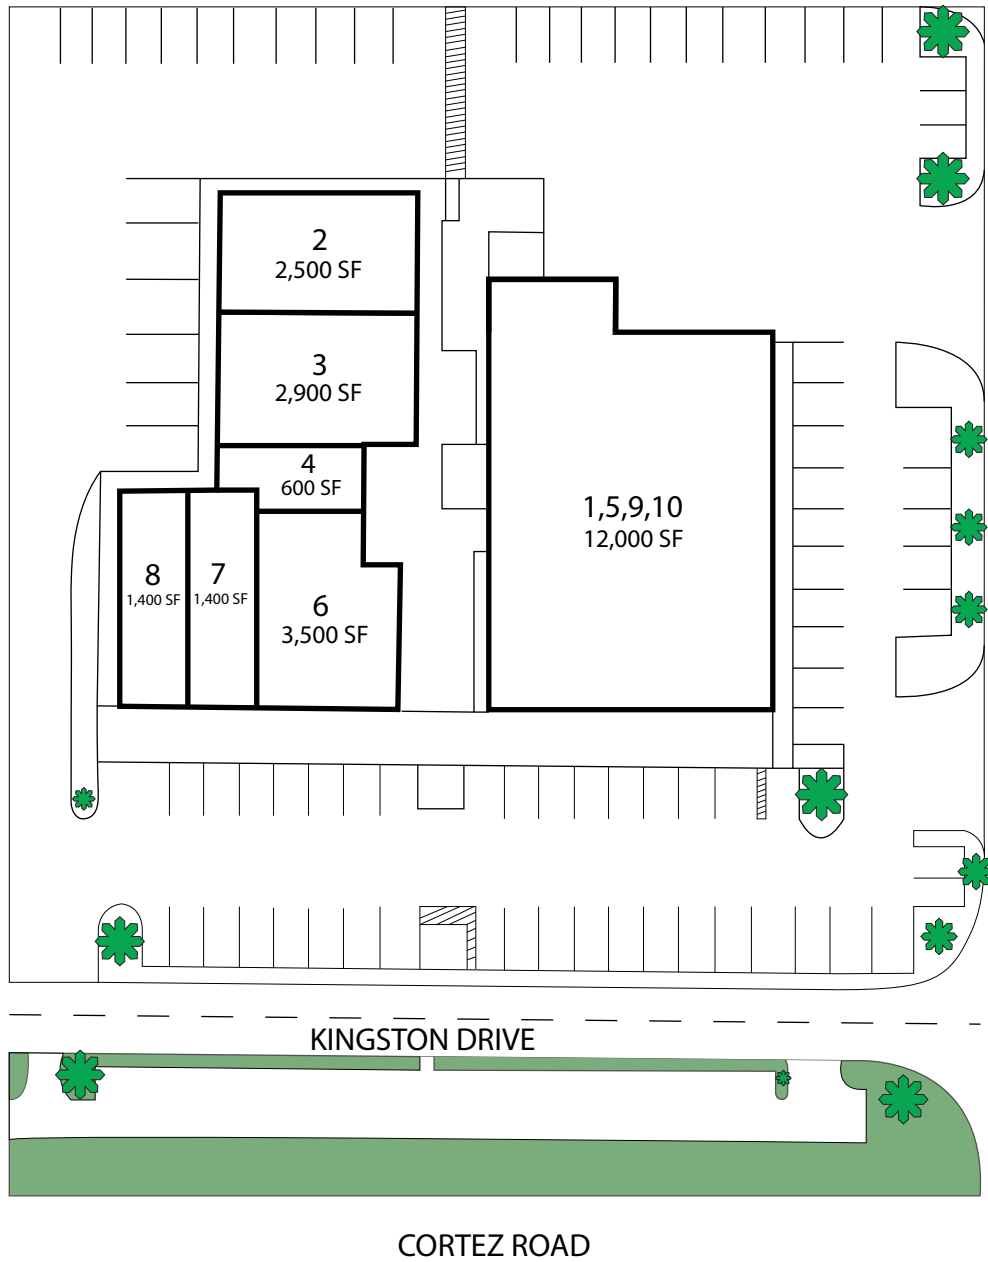 2
2,500 SF
3
2,900 SF
4
600 SF
1,5,9,10
12,000 SF
8
1,400 SF
7
1,400 SF
6
3,500 SF
KINGSTON DRIVE
CORTEZ ROAD